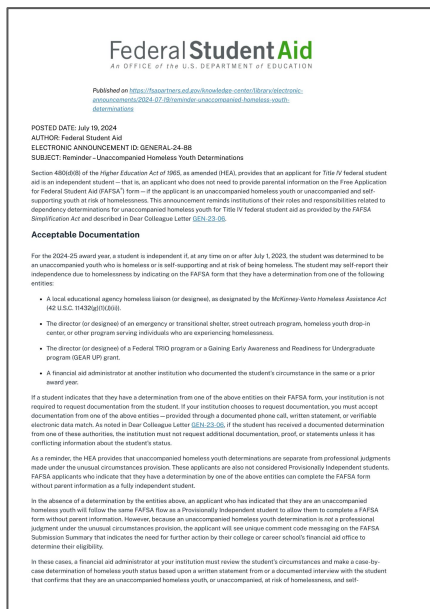 Federal Student Aid
An OFFICE of the U.S. DEPARTMENT of EDUCATION
Published on https://fsapartners.ed.gov/knowledge-center/library/electronic-
announcements/2024-07-19/reminder-unaccompanied-homeless-youth-
determinations
POSTED DATE: July 19, 2024
AUTHOR: Federal Student Aid
ELECTRONIC ANNOUNCEMENT ID: GENERAL-24-88
SUBJECT: Reminder – Unaccompanied Homeless Youth Determinations
Section 480(d)(8) of the Higher Education Act of 1965, as amended (HEA), provides that an applicant for Title IV federal student
aid is an independent student—that is, an applicant who does not need to provide parental information on the Free Application
for Federal Student Aid (FAFSA®) form—if the applicant is an unaccompanied homeless youth or unaccompanied and self-
supporting youth at risk of homelessness. This announcement reminds institutions of their roles and responsibilities related to
dependency determinations for unaccompanied homeless youth for Title IV federal student aid as provided by the FAFSA
Simplification Act and described in Dear Colleague Letter GEN-23-06.
Acceptable Documentation
For the 2024-25 award year, a student is independent if, at any time on or after July 1, 2023, the student was determined to be
an unaccompanied youth who is homeless or is self-supporting and at risk of being homeless. The student may self-report their
independence due to homelessness by indicating on the FAFSA form that they have a determination from one of the following
entities:
• A local educational agency homeless liaison (or designee), as designated by the McKinney-Vento Homeless Assistance Act
(42 U.S.C. 11432(g)(1)(J)(ii)).
• The director (or designee) of an emergency or transitional shelter, street outreach program, homeless youth drop-in
center, or other program serving individuals who are experiencing homelessness.
• The director (or designee) of a Federal TRIO program or a Gaining Early Awareness and Readiness for Undergraduate
program (GEAR UP) grant.
• A financial aid administrator at another institution who documented the student's circumstance in the same or a prior
award year.
If a student indicates that they have a determination from one of the above entities on their FAFSA form, your institution is not
required to request documentation from the student. If your institution chooses to request documentation, you must accept
documentation from one of the above entities—provided through a documented phone call, written statement, or verifiable
electronic data match. As noted in Dear Colleague Letter GEN-23-06, if the student has received a documented determination
from one of these authorities, the institution must not request additional documentation, proof, or statements unless it has
conflicting information about the student's status.
As a reminder, the HEA provides that unaccompanied homeless youth determinations are separate from professional judgments
made under the unusual circumstances provision. These applicants are also not considered Provisionally Independent students.
FAFSA applicants who indicate that they have a determination by one of the above entities can complete the FAFSA form
without parent information as a fully independent student.
In the absence of a determination by the entities above, an applicant who has indicated that they are an unaccompanied
homeless youth will follow the same FAFSA flow as a Provisionally Independent student to allow them to complete a FAFSA
form without parent information. However, because an unaccompanied homeless youth determination is not a professional
judgment under the unusual circumstances provision, the applicant will see unique comment code messaging on the FAFSA
Submission Summary that indicates the need for further action by their college or career school's financial aid office to
determine their eligibility.
In these cases, a financial aid administrator at your institution must review the student's circumstances and make a case-by-
case determination of homeless youth status based upon a written statement from or a documented interview with the student
that confirms that they are an unaccompanied homeless youth, or unaccompanied, at risk of homelessness, and self-